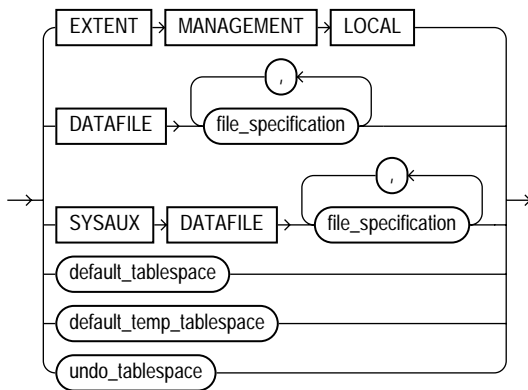 EXTENT MANAGEMENT LOCAL
,
DATAFILE file_specification
,
SYSAUX DATAFILE file_specification
default_tablespace
default_temp_tablespace
undo_tablespace